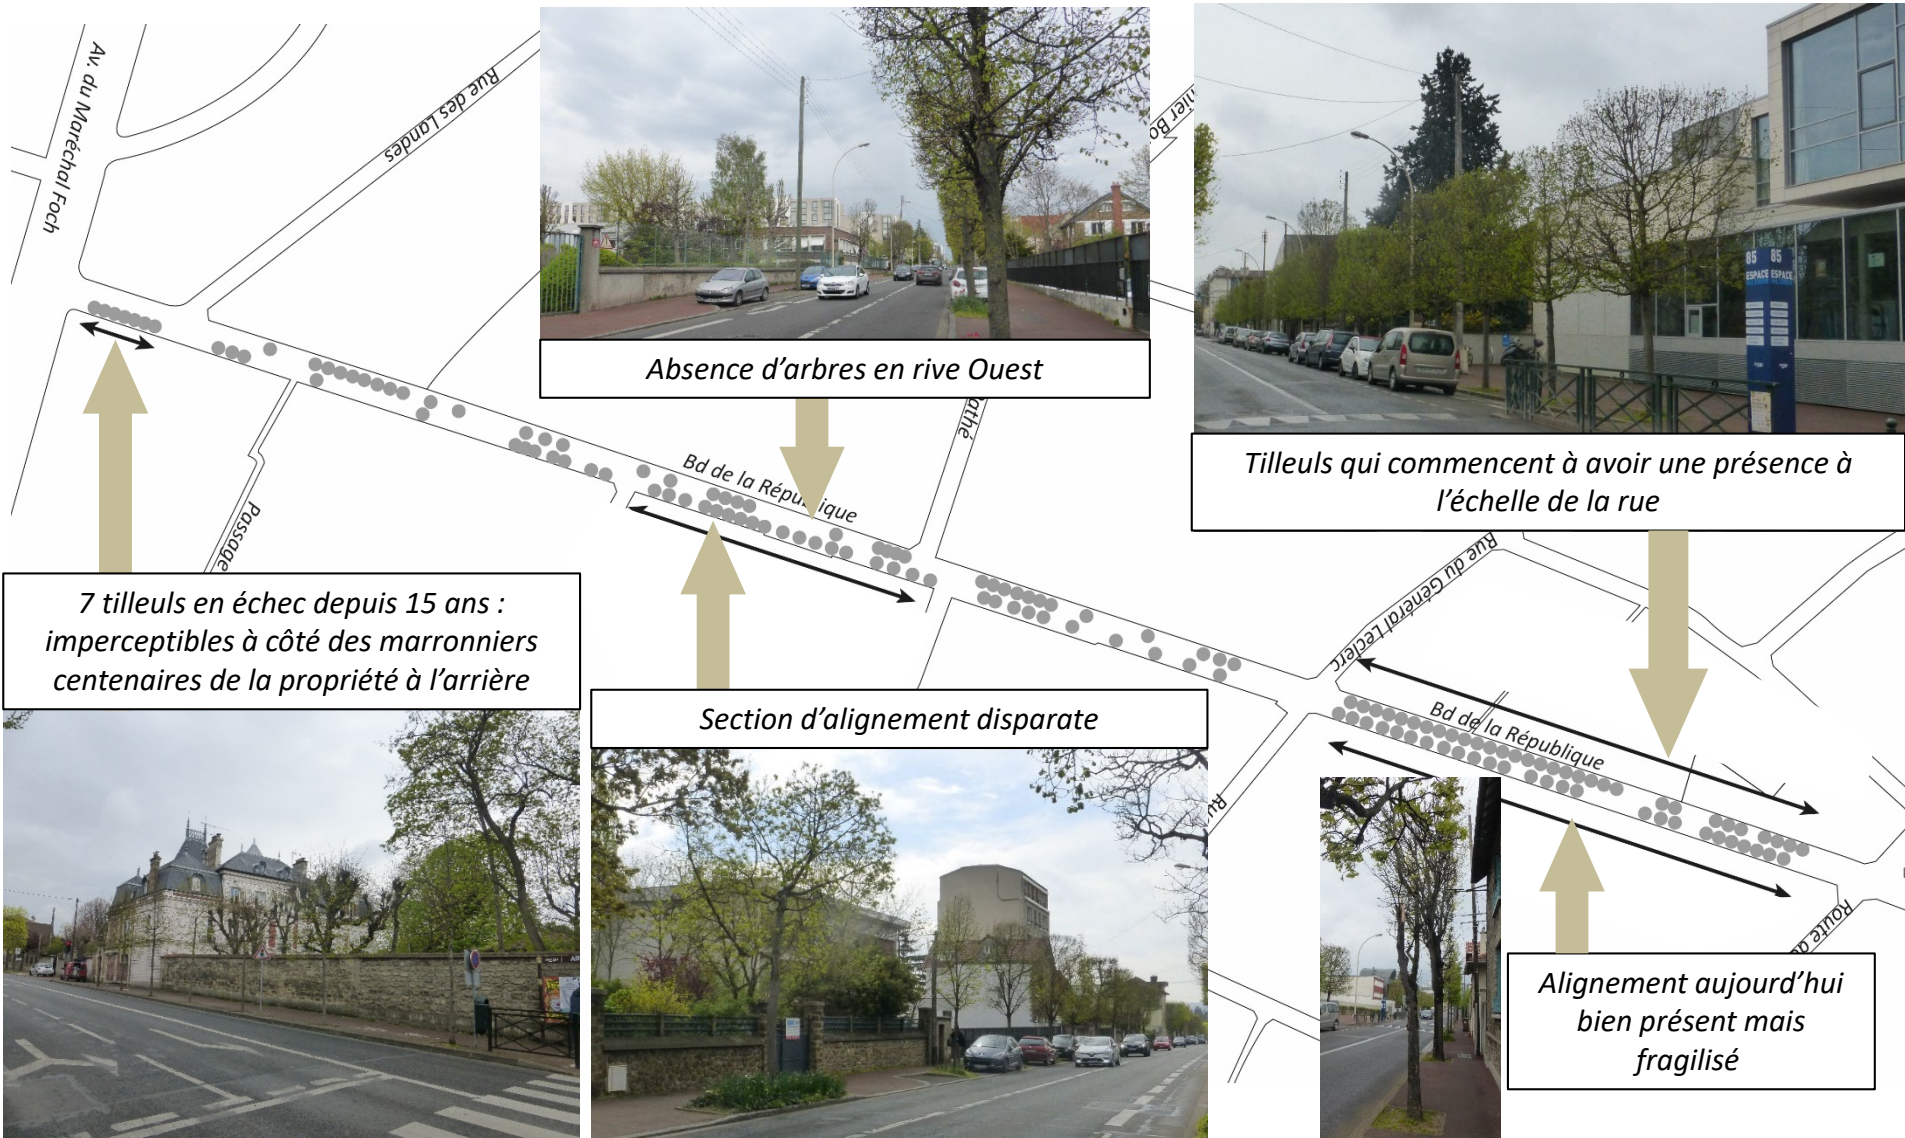 Av. du Maréchal Foch
Rue des Landes
Absence d'arbres en rive Ouest
85 85
ESPACE ESPACE
Tilleuls qui commencent à avoir une présence à
l'échelle de la rue
Passage
Bd de la République
Pathé
7 tilleuls en échec depuis 15 ans :
imperceptibles à côté des marronniers
centenaires de la propriété à l'arrière
Section d'alignement disparate
Rue du Général Leclerc
Bd de la République
Route
Alignement aujourd'hui
bien présent mais
fragilisé